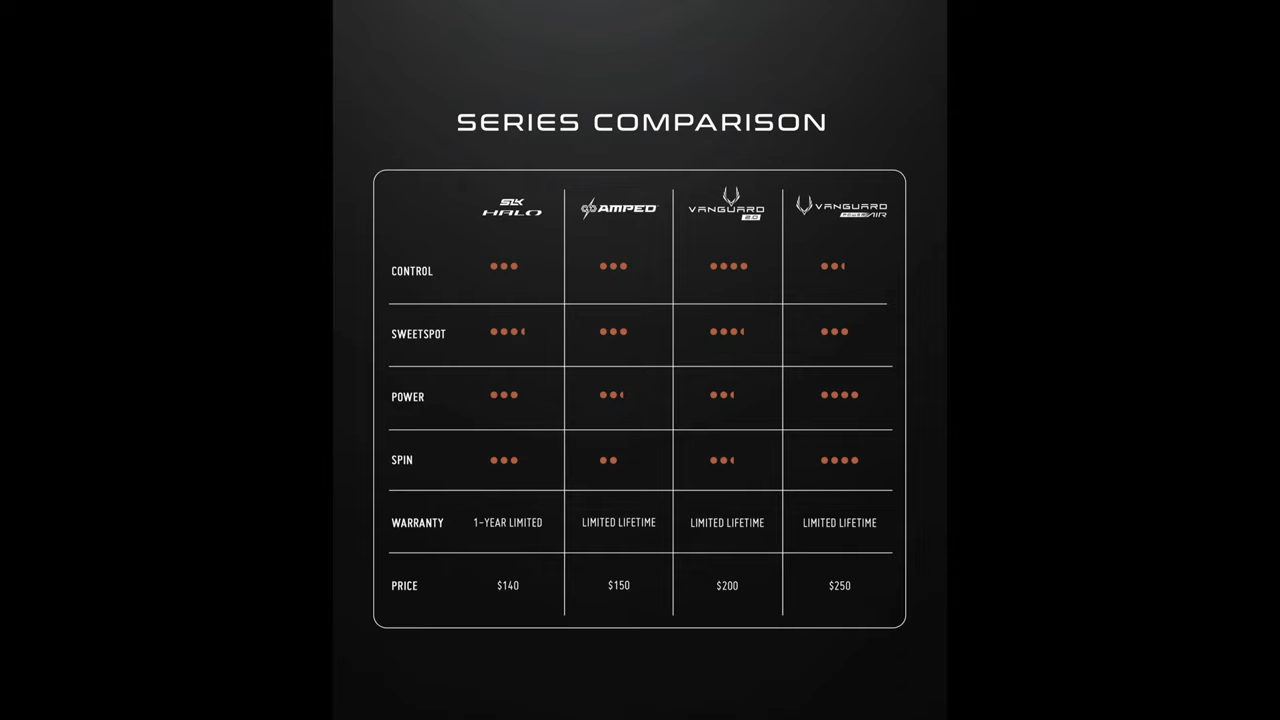 SERIES COMPARISON
SLK HALO AMPED VANGUARD 2.0 VANGUARD POWER AIR
CONTROL
SWEETSPOT
POWER
SPIN
WARRANTY 1-YEAR LIMITED LIMITED LIFETIME LIMITED LIFETIME LIMITED LIFETIME
PRICE $140 $150 $200 $250